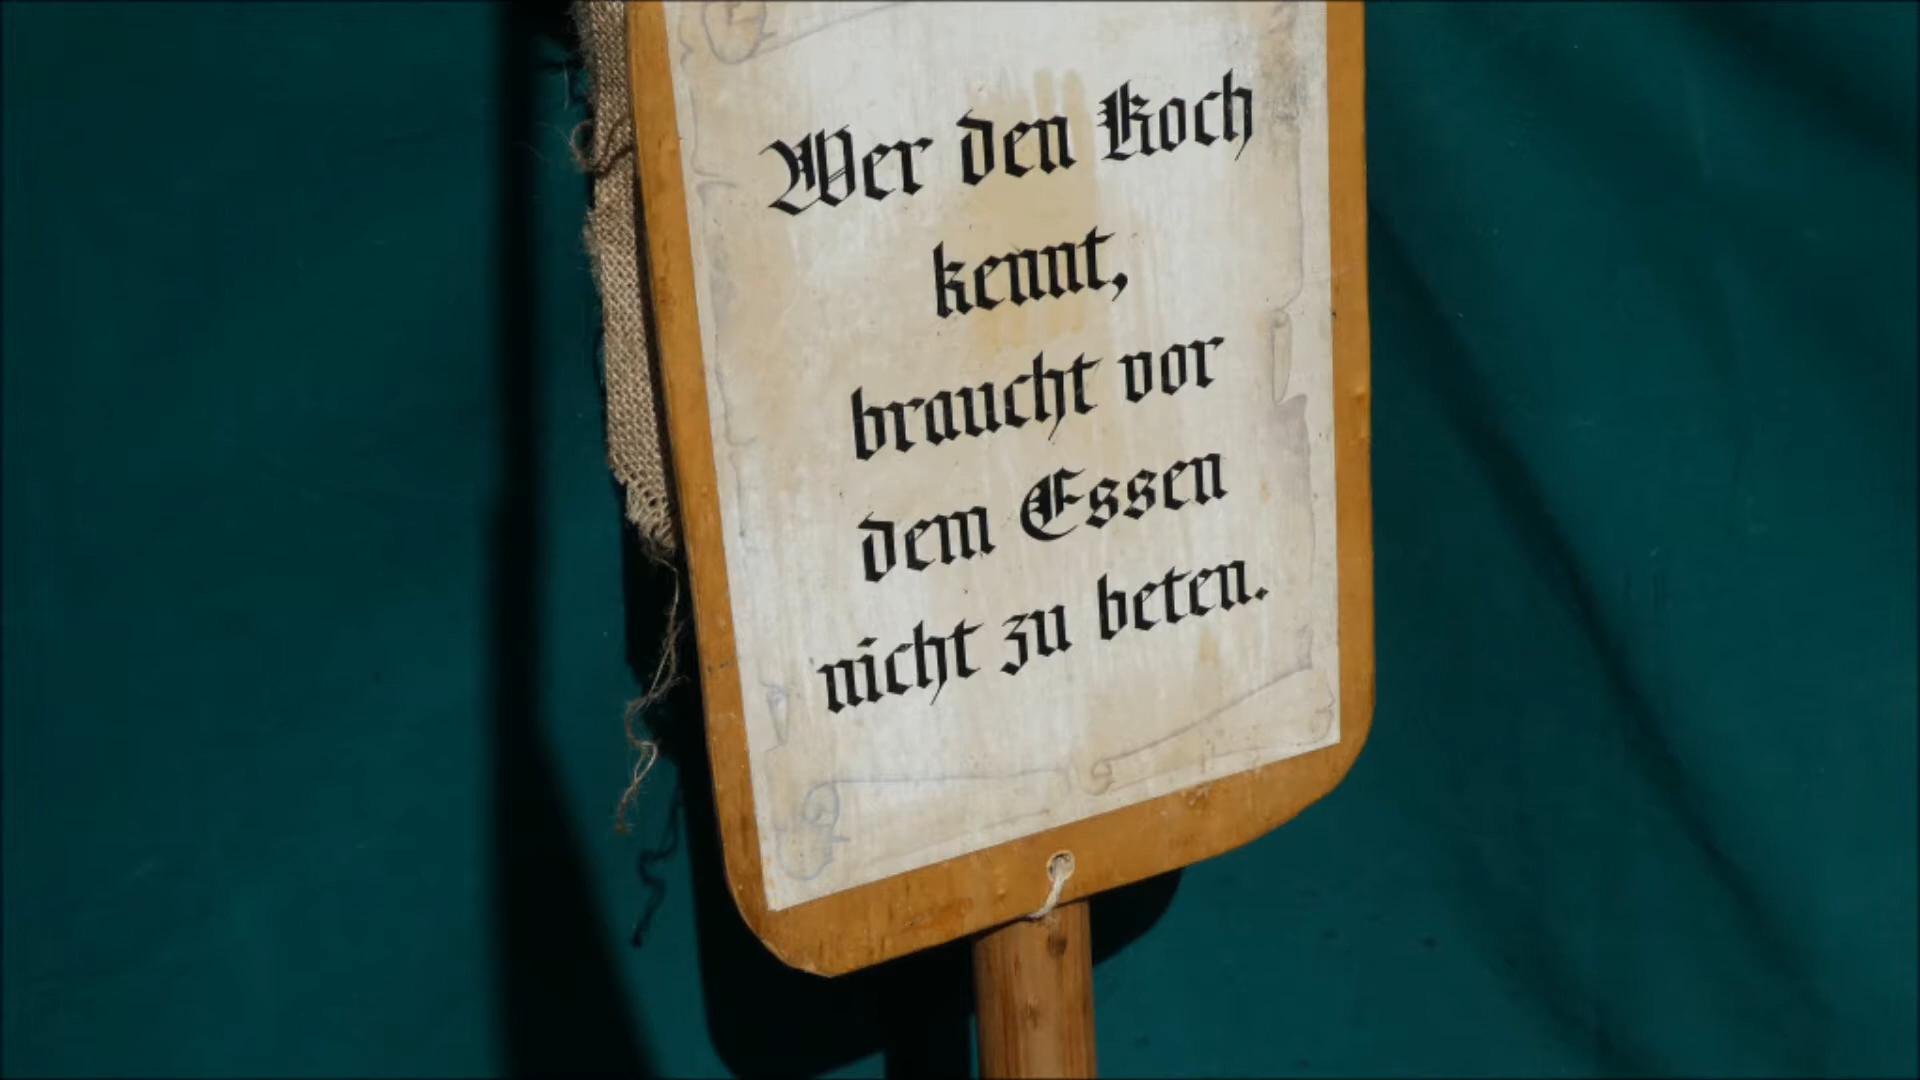 Wer den Koch
kennt,
braucht vor
dem Essen
nicht zu beten.